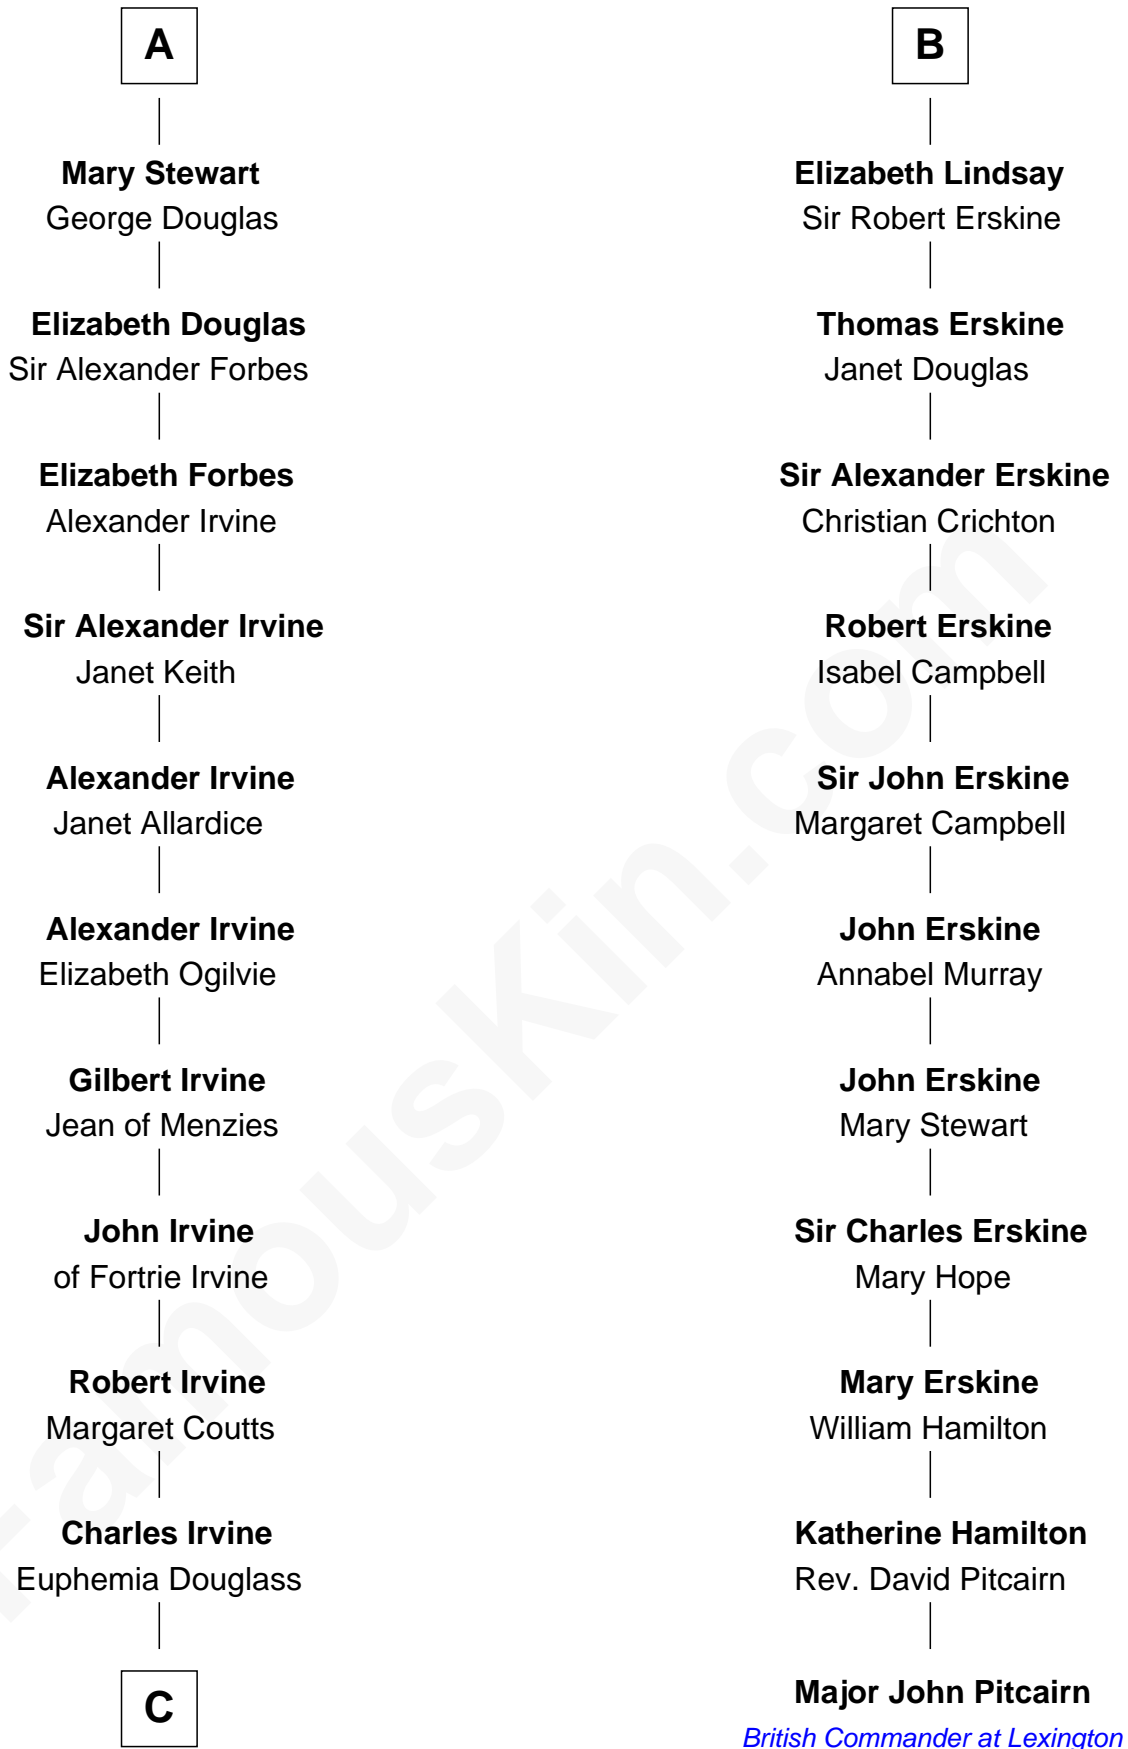 A
Mary Stewart
George Douglas
Elizabeth Douglas
Sir Alexander Forbes
Elizabeth Forbes
Alexander Irvine
Sir Alexander Irvine
Janet Keith
Alexander Irvine
Janet Allardice
Alexander Irvine
Elizabeth Ogilvie
Gilbert Irvine
Jean of Menzies
John Irvine
of Fortrie Irvine
Robert Irvine
Margaret Coutts
Charles Irvine
Euphemia Douglass
C
B
Elizabeth Lindsay
Sir Robert Erskine
Thomas Erskine
Janet Douglas
Sir Alexander Erskine
Christian Crichton
Robert Erskine
Isabel Campbell
Sir John Erskine
Margaret Campbell
John Erskine
Annabel Murray
John Erskine
Mary Stewart
Sir Charles Erskine
Mary Hope
Mary Erskine
William Hamilton
Katherine Hamilton
Rev. David Pitcairn
Major John Pitcairn
British Commander at Lexington
FamousKin.com